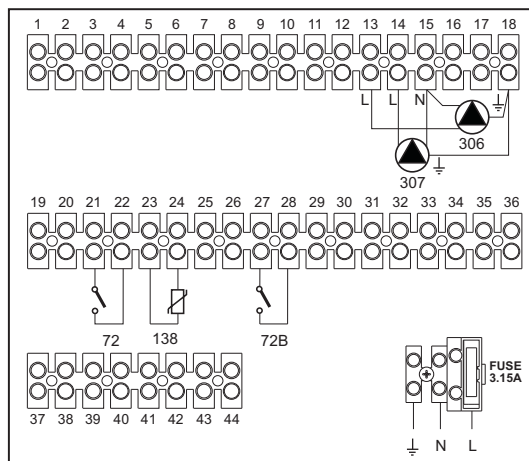 1 2 3 4 5 6 7 8 9 10 11 12 13 14 15 16 17 18
L L N
306
307
19 20 21 22 23 24 25 26 27 28 29 30 31 32 33 34 35 36
72 138 72B
FUSE
3.15A
37 38 39 40 41 42 43 44
N L